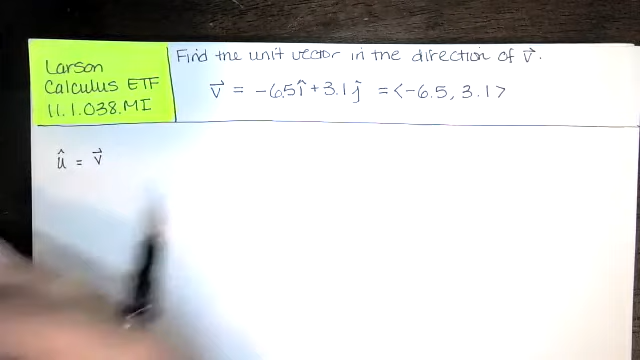 Larson
Calculus ETF
11.1.038.MI
Find the unit vector in the direction of v⃗.
v⃗ = -6.5î + 3.1ĵ = <-6.5, 3.1>
û = v⃗